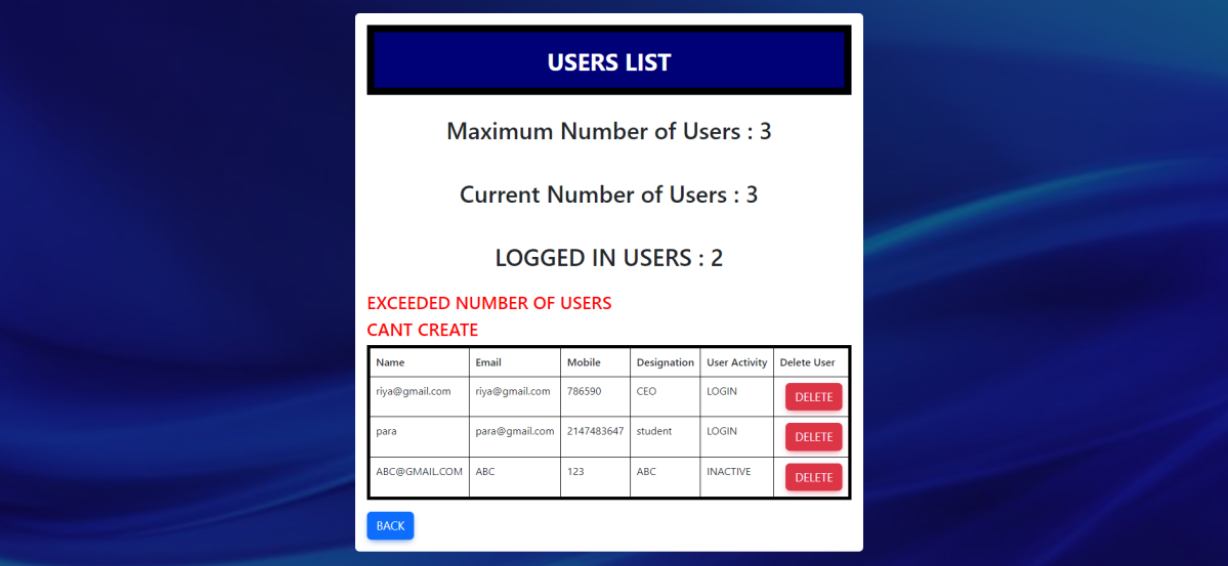 USERS LIST
Maximum Number of Users : 3
Current Number of Users : 3
LOGGED IN USERS : 2
EXCEEDED NUMBER OF USERS
CANT CREATE
Name Email Mobile Designation User Activity Delete User
riya@gmail.com riya@gmail.com 786590 CEO LOGIN DELETE
para para@gmail.com 2147483647 student LOGIN DELETE
ABC@GMAIL.COM ABC 123 ABC INACTIVE DELETE
BACK